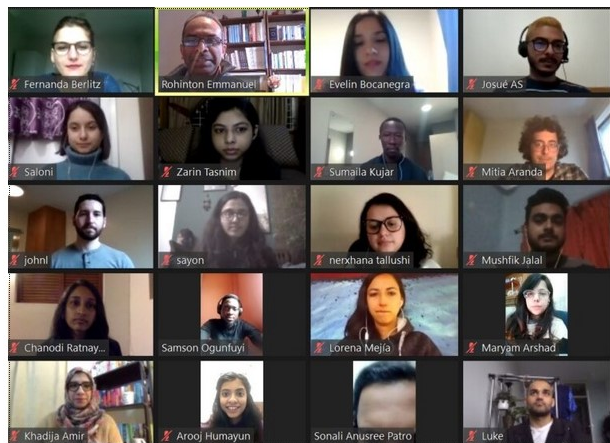 Fernanda Berlitz
Rohinton Emmanuel
Evelin Bocanegra
Josué AS
Saloni
Zarin Tasnim
Sumaila Kujar
Mitia Aranda
johnl
sayon
nerxhana tallushi
Mushfik Jalal
Chanodi Ratnay...
Samson Ogunfuyi
Lorena Mejía
Maryam Arshad
Khadija Amir
Arooj Humayun
Sonali Anusree Patro
Luke